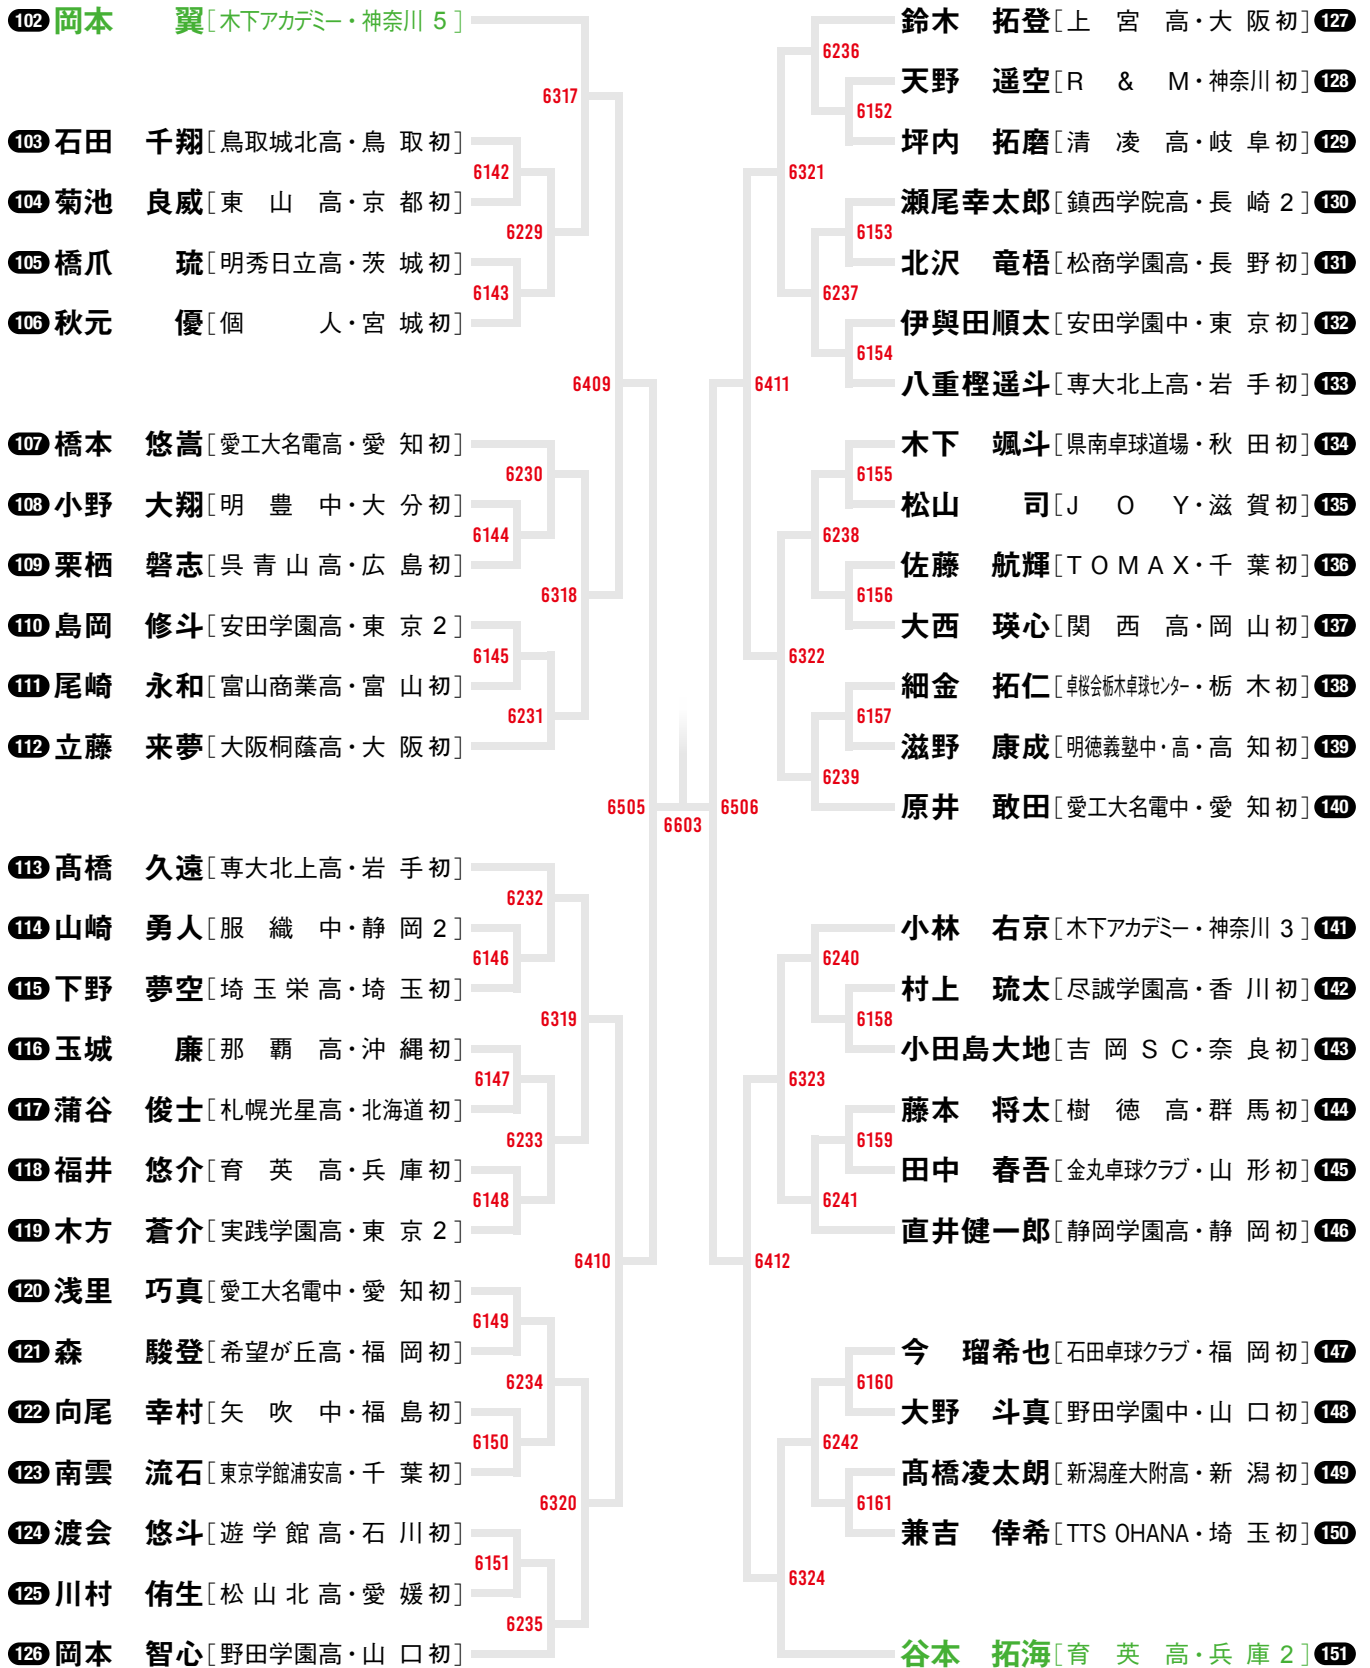 102 岡本 翼[木下アカデミー・神奈川 5]
6317
103 石田 千翔[鳥取城北高・鳥取初]
6142
104 菊池 良威[東山高・京都初]
6229
105 橋爪 琉[明秀日立高・茨城初]
6143
106 秋元 優[個人・宮城初]
6409
107 橋本 悠嵩[愛工大名電高・愛知初]
6230
108 小野 大翔[明豊中・大分初]
6144
109 栗栖 磐志[呉青山高・広島初]
6318
110 島岡 修斗[安田学園高・東京 2]
6145
111 尾崎 永和[富山商業高・富山初]
6231
112 立藤 来夢[大阪桐蔭高・大阪初]
6505
6603
113 髙橋 久遠[専大北上高・岩手初]
6232
114 山崎 勇人[服織中・静岡 2]
6146
115 下野 夢空[埼玉栄高・埼玉初]
6319
116 玉城 廉[那覇高・沖縄初]
6147
117 蒲谷 俊士[札幌光星高・北海道初]
6233
118 福井 悠介[育英高・兵庫初]
6148
119 木方 蒼介[実践学園高・東京 2]
6410
120 浅里 巧真[愛工大名電中・愛知初]
6149
121 森 駿登[希望が丘高・福岡初]
6234
122 向尾 幸村[矢吹中・福島初]
6150
123 南雲 流石[東京学館浦安高・千葉初]
6320
124 渡会 悠斗[遊学館高・石川初]
6151
125 川村 侑生[松山北高・愛媛初]
6235
126 岡本 智心[野田学園高・山口初]
鈴木 拓登[上宮高・大阪初] 127
6236
天野 遥空[R & M・神奈川初] 128
6152
坪内 拓磨[清凌高・岐阜初] 129
6321
瀬尾幸太郎[鎮西学院高・長崎 2] 130
6153
北沢 竜梧[松商学園高・長野初] 131
6237
伊與田順太[安田学園中・東京初] 132
6154
八重樫遥斗[専大北上高・岩手初] 133
6411
木下 颯斗[県南卓球道場・秋田初] 134
6155
松山 司[JOY・滋賀初] 135
6238
佐藤 航輝[TOMAX・千葉初] 136
6156
大西 瑛心[関西高・岡山初] 137
6322
細金 拓仁[卓桜会栃木卓球センター・栃木初] 138
6157
滋野 康成[明徳義塾中・高・高知初] 139
6239
原井 敢田[愛工大名電中・愛知初] 140
6506
小林 右京[木下アカデミー・神奈川 3] 141
6240
村上 琉太[尽誠学園高・香川初] 142
6158
小田島大地[吉岡SC・奈良初] 143
6323
藤本 将太[樹徳高・群馬初] 144
6159
田中 春吾[金丸卓球クラブ・山形初] 145
6241
直井健一郎[静岡学園高・静岡初] 146
6412
今 瑠希也[石田卓球クラブ・福岡初] 147
6160
大野 斗真[野田学園中・山口初] 148
6242
髙橋凌太朗[新潟産大附高・新潟初] 149
6161
兼吉 倖希[TTS OHANA・埼玉初] 150
6324
谷本 拓海[育英高・兵庫 2] 151